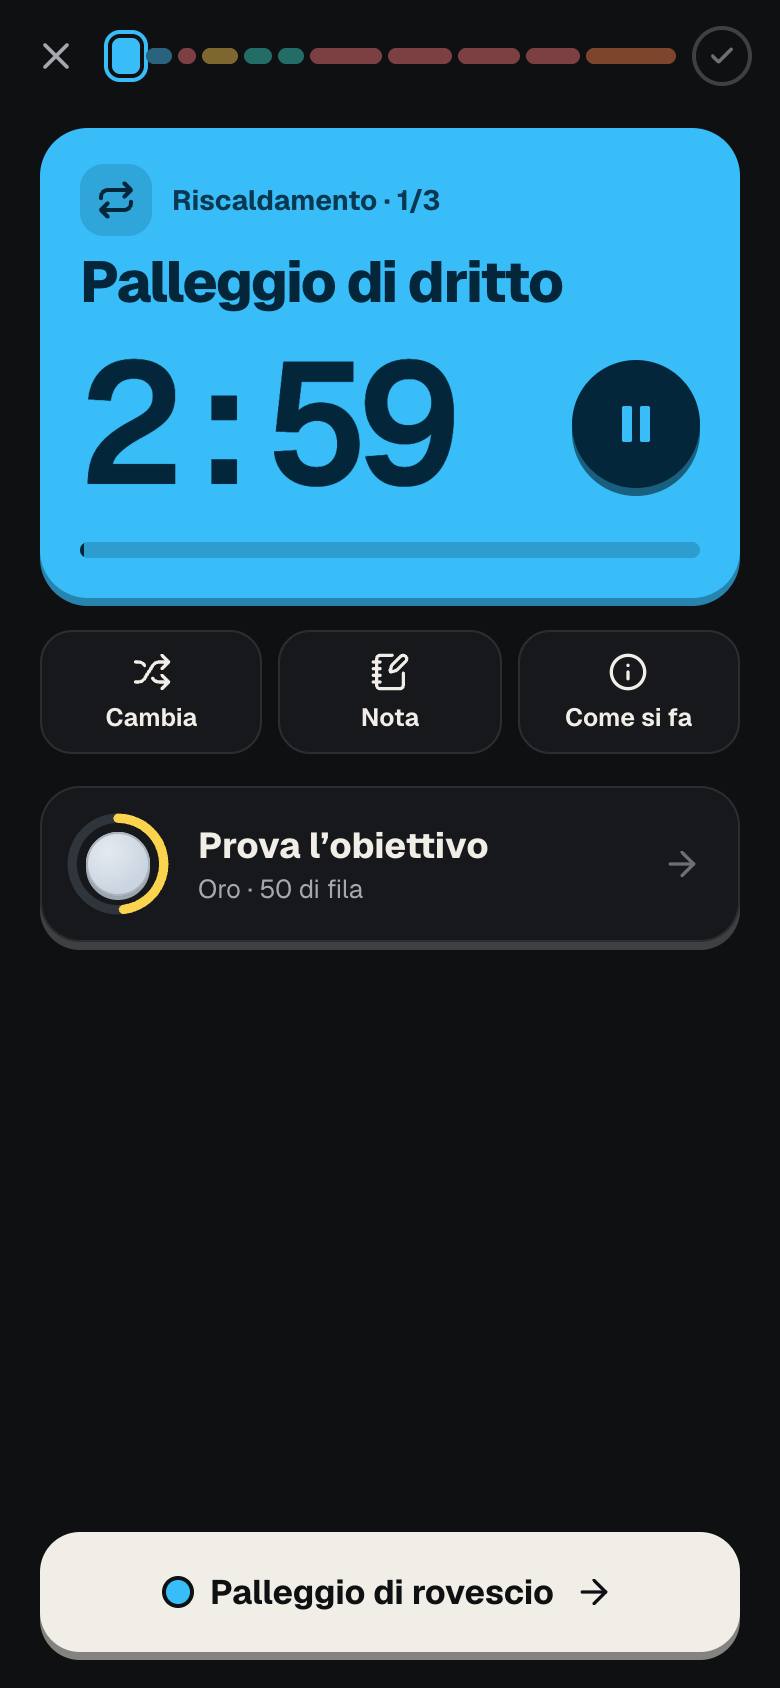 Riscaldamento · 1/3
Palleggio di dritto
2:59
Cambia
Nota
Come si fa
Prova l’obiettivo
Oro · 50 di fila
Palleggio di rovescio